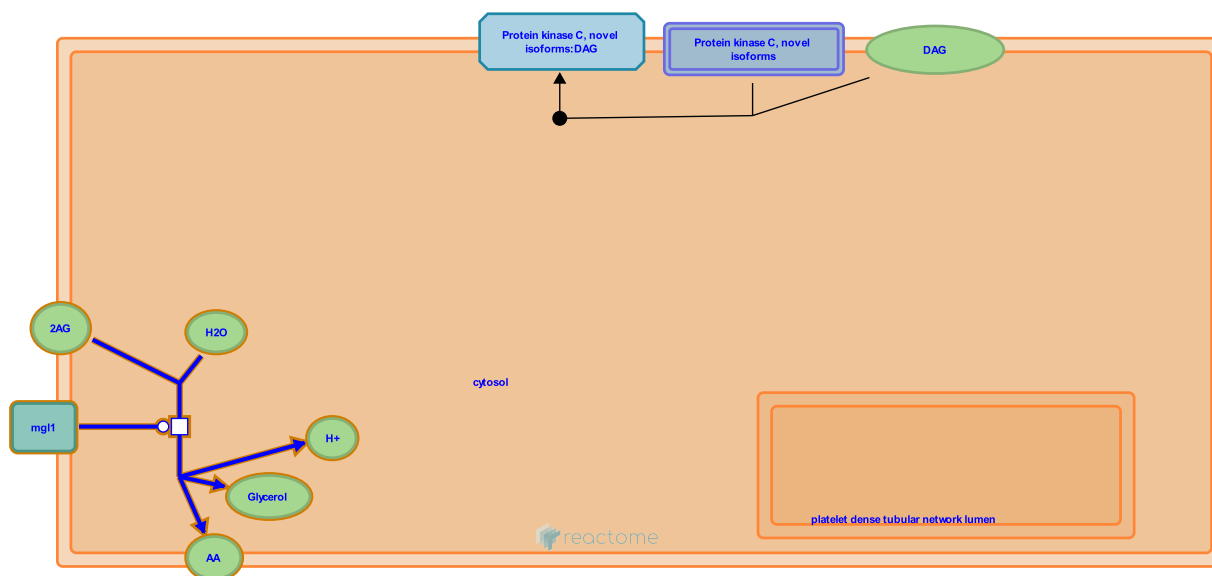 Protein kinase C, novel
isoforms:DAG
Protein kinase C, novel
isoforms
DAG
2AG
H2O
cytosol
mgl1
H+
Glycerol
platelet dense tubular network lumen
reactome
AA